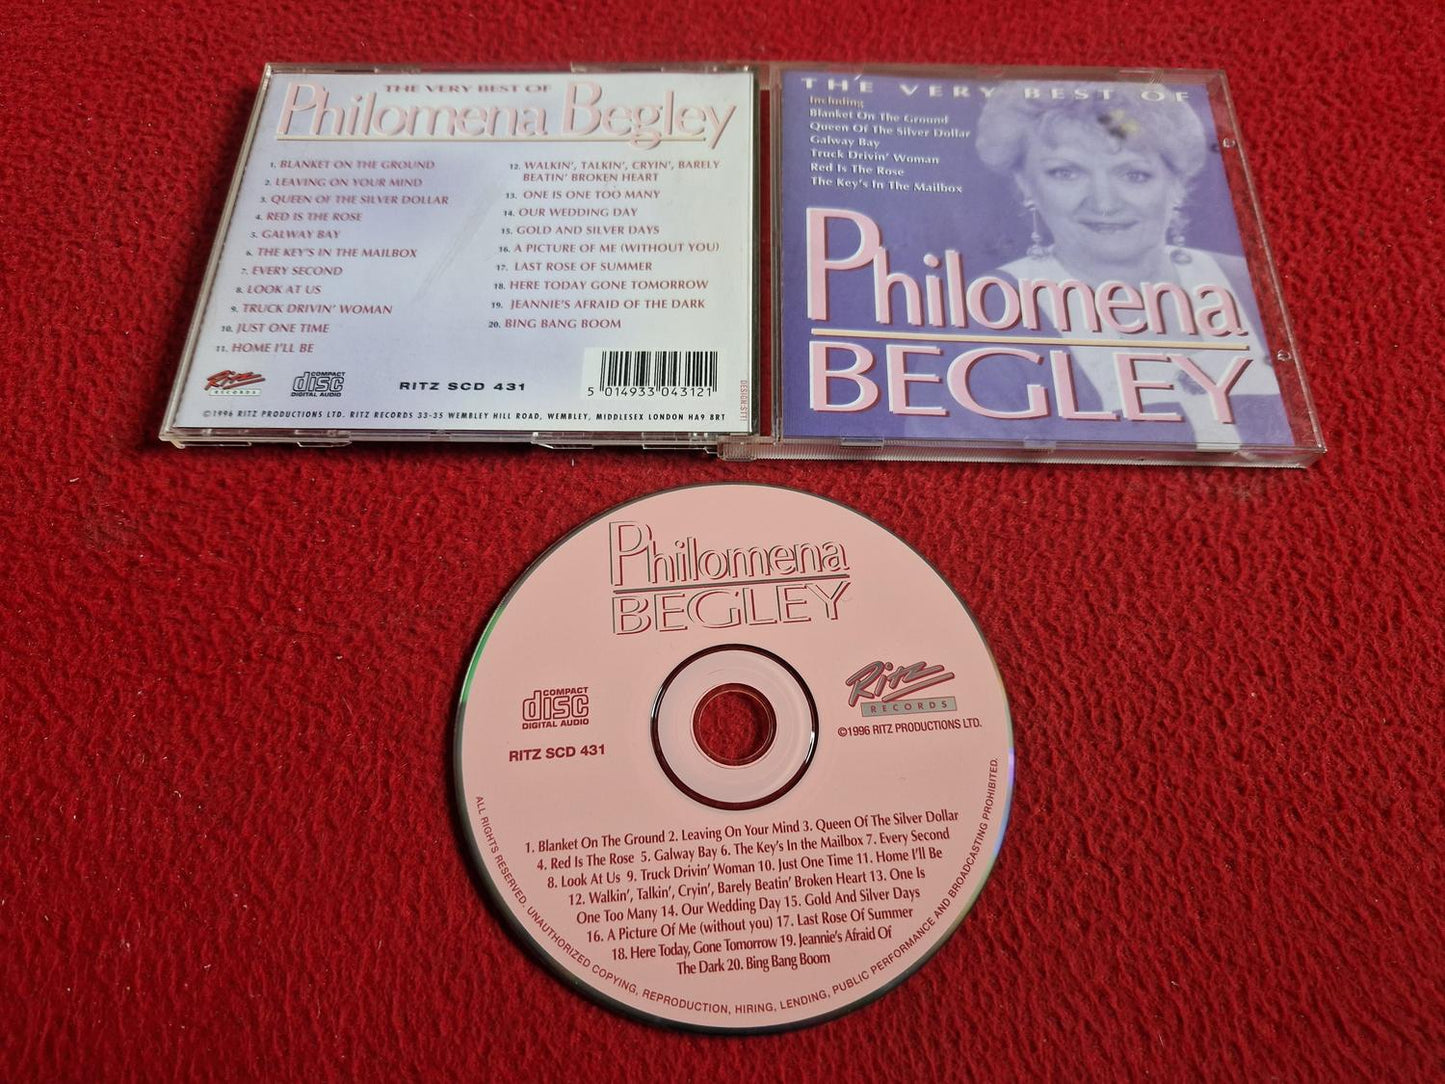 THE VERY BEST OF
Philomena Begley
1. BLANKET ON THE GROUND
2. LEAVING ON YOUR MIND
3. QUEEN OF THE SILVER DOLLAR
4. RED IS THE ROSE
5. GALWAY BAY
6. THE KEY'S IN THE MAILBOX
7. EVERY SECOND
8. LOOK AT US
9. TRUCK DRIVIN' WOMAN
10. JUST ONE TIME
11. HOME I'LL BE
12. WALKIN', TALKIN', CRYIN', BARELY
BEATIN' BROKEN HEART
13. ONE IS ONE TOO MANY
14. OUR WEDDING DAY
15. GOLD AND SILVER DAYS
16. A PICTURE OF ME (WITHOUT YOU)
17. LAST ROSE OF SUMMER
18. HERE TODAY GONE TOMORROW
19. JEANNIE'S AFRAID OF THE DARK
20. BING BANG BOOM
Ritz
RECORDS
COMPACT
disc
DIGITAL AUDIO
RITZ SCD 431
5 014933 043121
©1996 RITZ PRODUCTIONS LTD. RITZ RECORDS 33-35 WEMBLEY HILL ROAD, WEMBLEY, MIDDLESEX LONDON HA9 8RT
THE VERY BEST OF
Including
Blanket On The Ground
Queen Of The Silver Dollar
Galway Bay
Truck Drivin' Woman
Red Is The Rose
The Key's In The Mailbox
Philomena
BEGLEY
Philomena
BEGLEY
COMPACT
disc
DIGITAL AUDIO
RITZ SCD 431
Ritz
RECORDS
©1996 RITZ PRODUCTIONS LTD.
1. Blanket On The Ground 2. Leaving On Your Mind 3. Queen Of The Silver Dollar
4. Red Is The Rose 5. Galway Bay 6. The Key's In the Mailbox 7. Every Second
8. Look At Us 9. Truck Drivin' Woman 10. Just One Time 11. Home I'll Be
12. Walkin', Talkin', Cryin', Barely Beatin' Broken Heart 13. One Is
One Too Many 14. Our Wedding Day 15. Gold And Silver Days
16. A Picture Of Me (without you) 17. Last Rose Of Summer
18. Here Today, Gone Tomorrow 19. Jeannie's Afraid Of
The Dark 20. Bing Bang Boom
ALL RIGHTS RESERVED. UNAUTHORIZED COPYING, REPRODUCTION, HIRING, LENDING, PUBLIC PERFORMANCE AND BROADCASTING PROHIBITED.